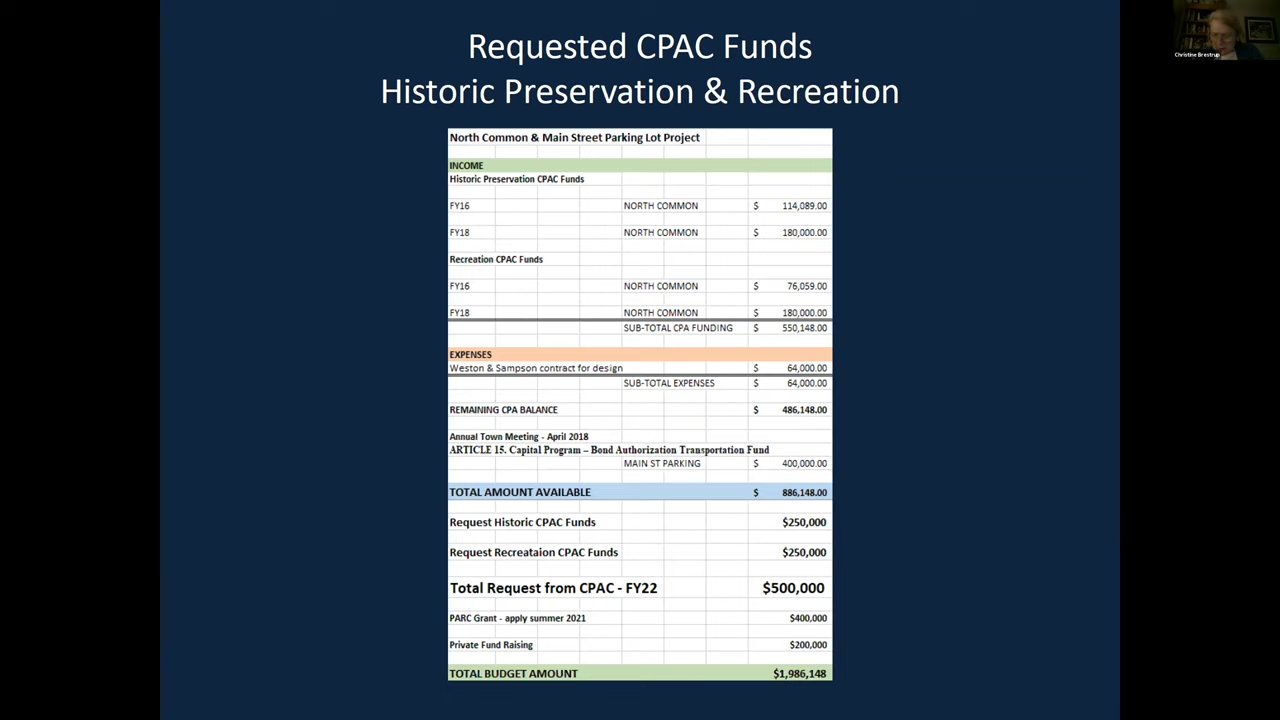 Requested CPAC Funds
Historic Preservation & Recreation
Christine Brestrup
North Common & Main Street Parking Lot Project
INCOME
Historic Preservation CPAC Funds
FY16 NORTH COMMON $ 114,089.00
FY18 NORTH COMMON $ 180,000.00
Recreation CPAC Funds
FY16 NORTH COMMON $ 76,059.00
FY18 NORTH COMMON $ 180,000.00
SUB-TOTAL CPA FUNDING $ 550,148.00
EXPENSES
Weston & Sampson contract for design $ 64,000.00
SUB-TOTAL EXPENSES $ 64,000.00
REMAINING CPA BALANCE $ 486,148.00
Annual Town Meeting - April 2018
ARTICLE 15. Capital Program – Bond Authorization Transportation Fund
MAIN ST PARKING $ 400,000.00
TOTAL AMOUNT AVAILABLE $ 886,148.00
Request Historic CPAC Funds $250,000
Request Recreataion CPAC Funds $250,000
Total Request from CPAC - FY22 $500,000
PARC Grant - apply summer 2021 $400,000
Private Fund Raising $200,000
TOTAL BUDGET AMOUNT $1,986,148